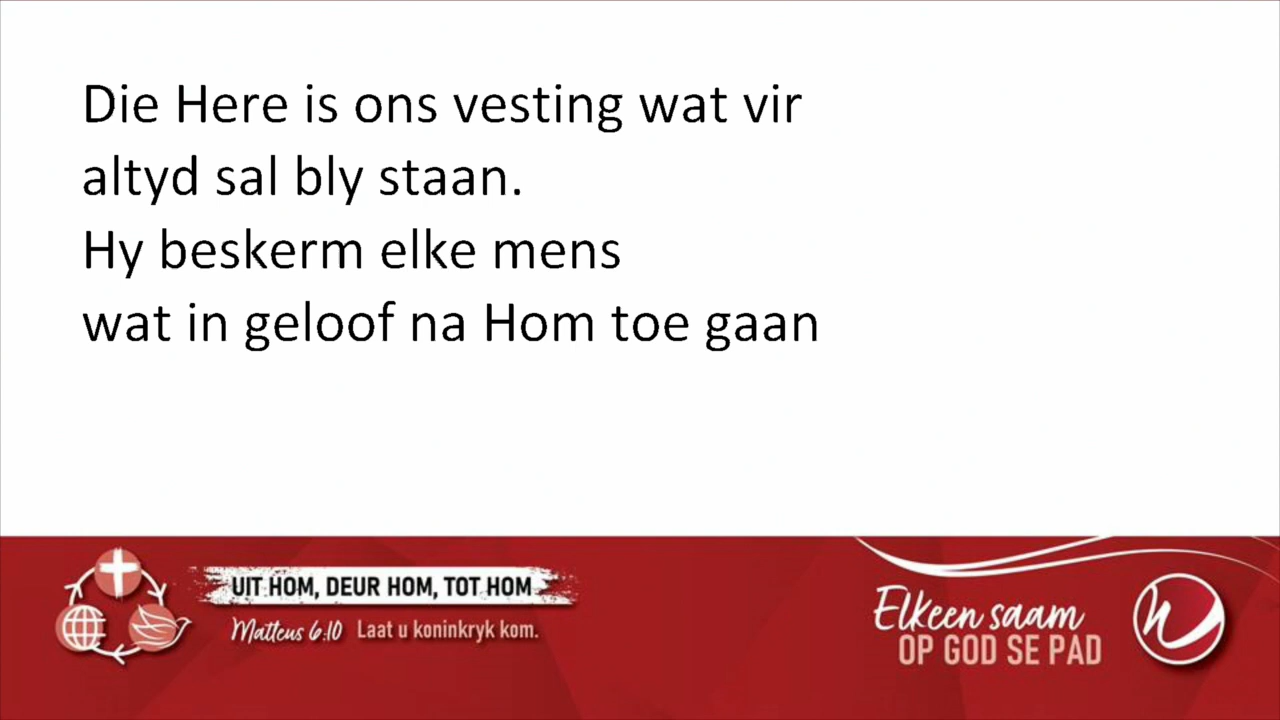 Die Here is ons vesting wat vir
altyd sal bly staan.
Hy beskerm elke mens
wat in geloof na Hom toe gaan
UIT HOM, DEUR HOM, TOT HOM
Matteus 6:10 Laat u koninkryk kom.
Elkeen saam
OP GOD SE PAD